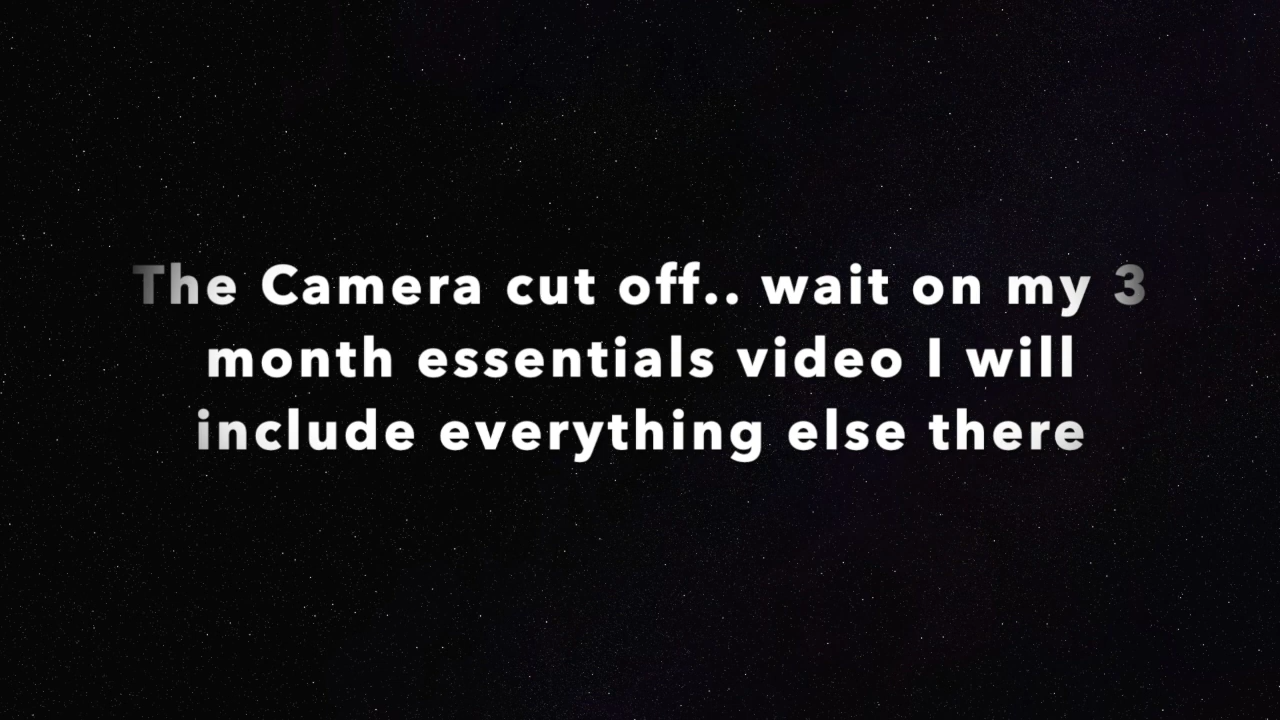 The Camera cut off.. wait on my 3
month essentials video I will
include everything else there